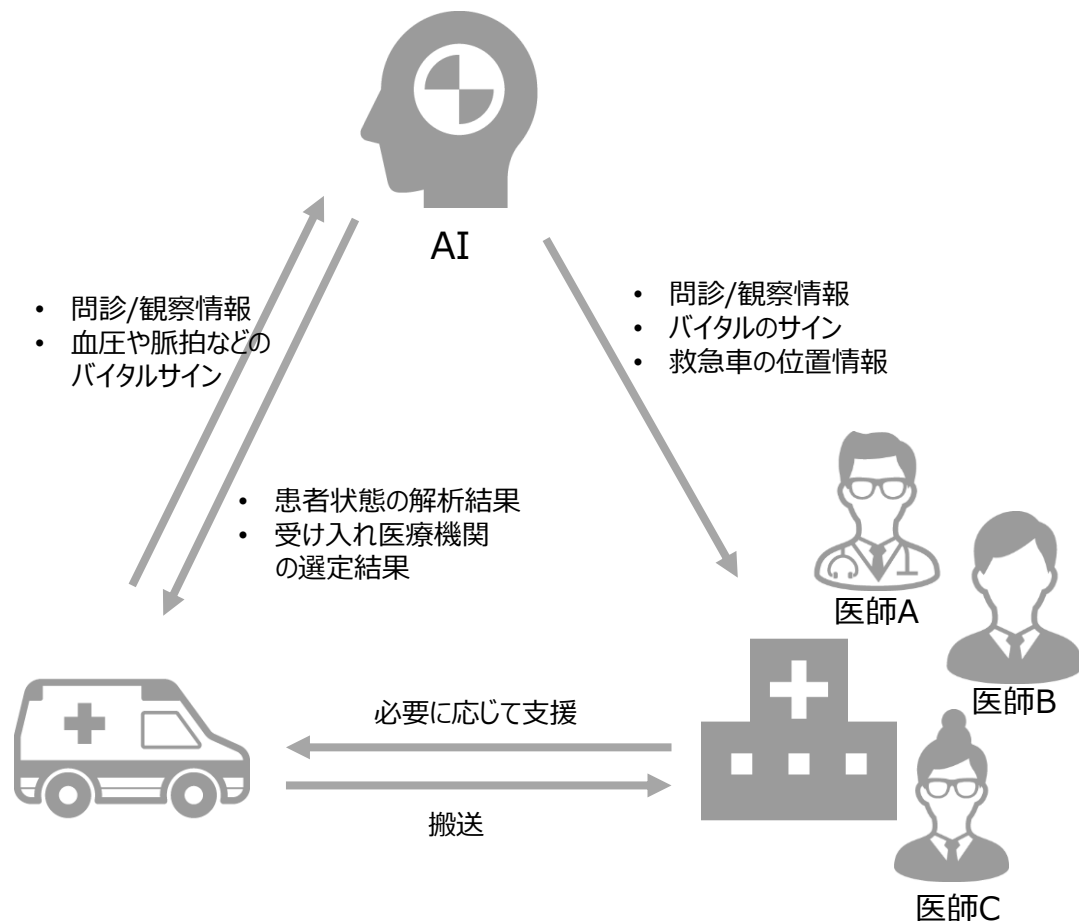 AI
• 問診/観察情報
• 血圧や脈拍などの
バイタルサイン
• 問診/観察情報
• バイタルのサイン
• 救急車の位置情報
• 患者状態の解析結果
• 受け入れ医療機関
の選定結果
医師A
医師B
必要に応じて支援
搬送
医師C